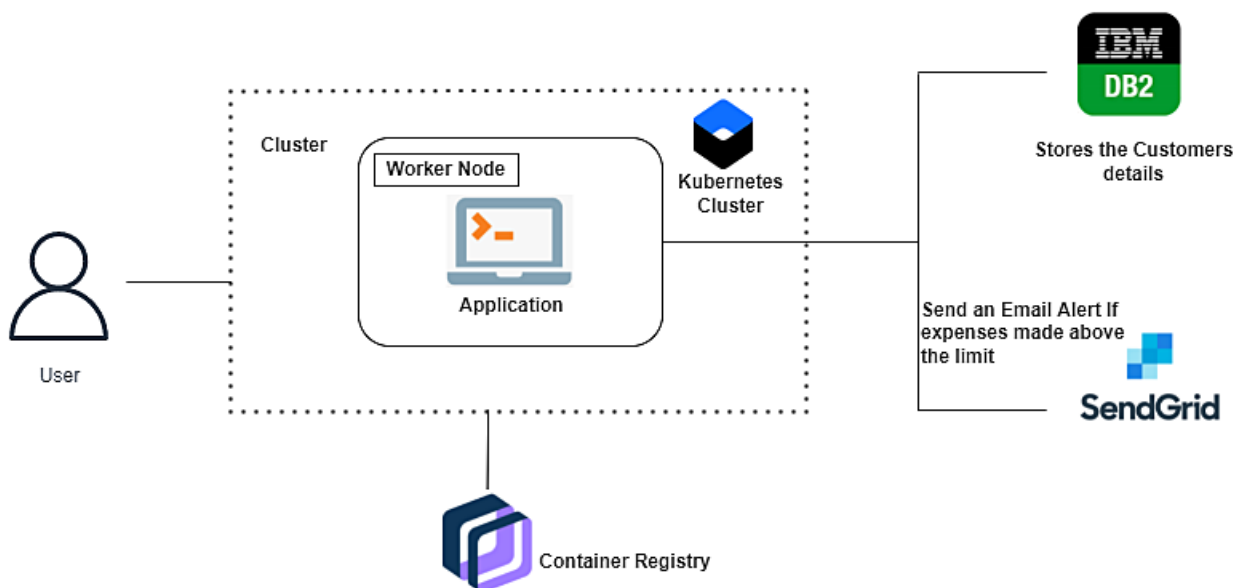 IBM
DB2
Stores the Customers
details
Cluster
Worker Node
Kubernetes
Cluster
Application
User
Send an Email Alert If
expenses made above
the limit
SendGrid
Container Registry